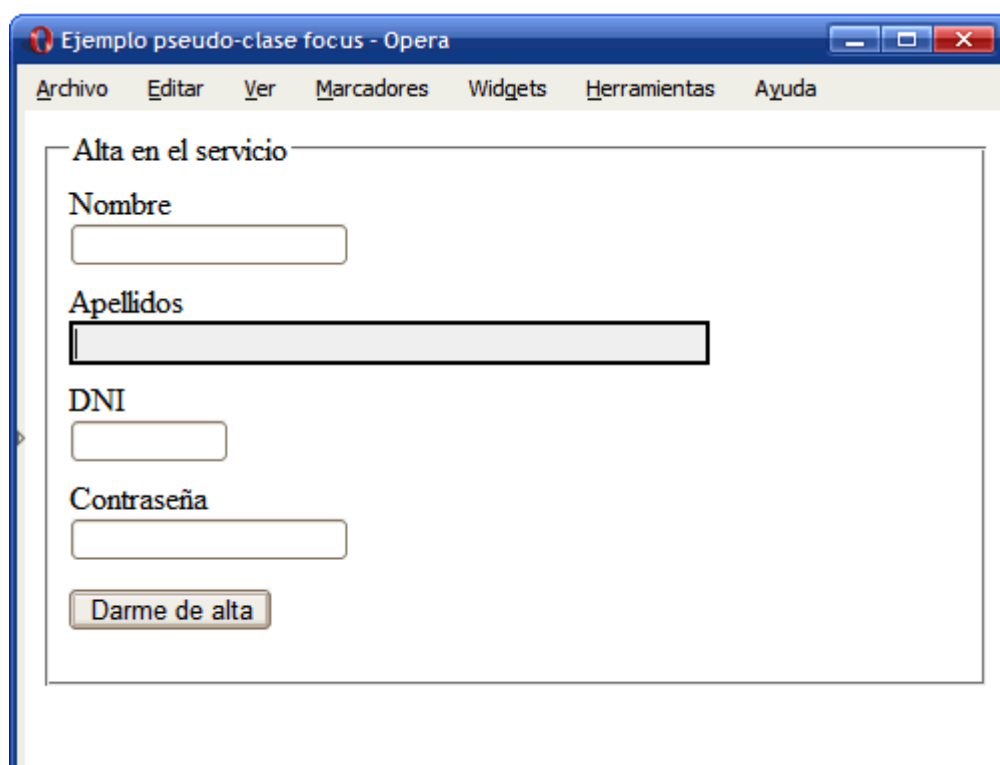 Ejemplo pseudo-clase focus - Opera
Archivo Editar Ver Marcadores Widgets Herramientas Ayuda
Alta en el servicio
Nombre
Apellidos
DNI
Contraseña
Darme de alta